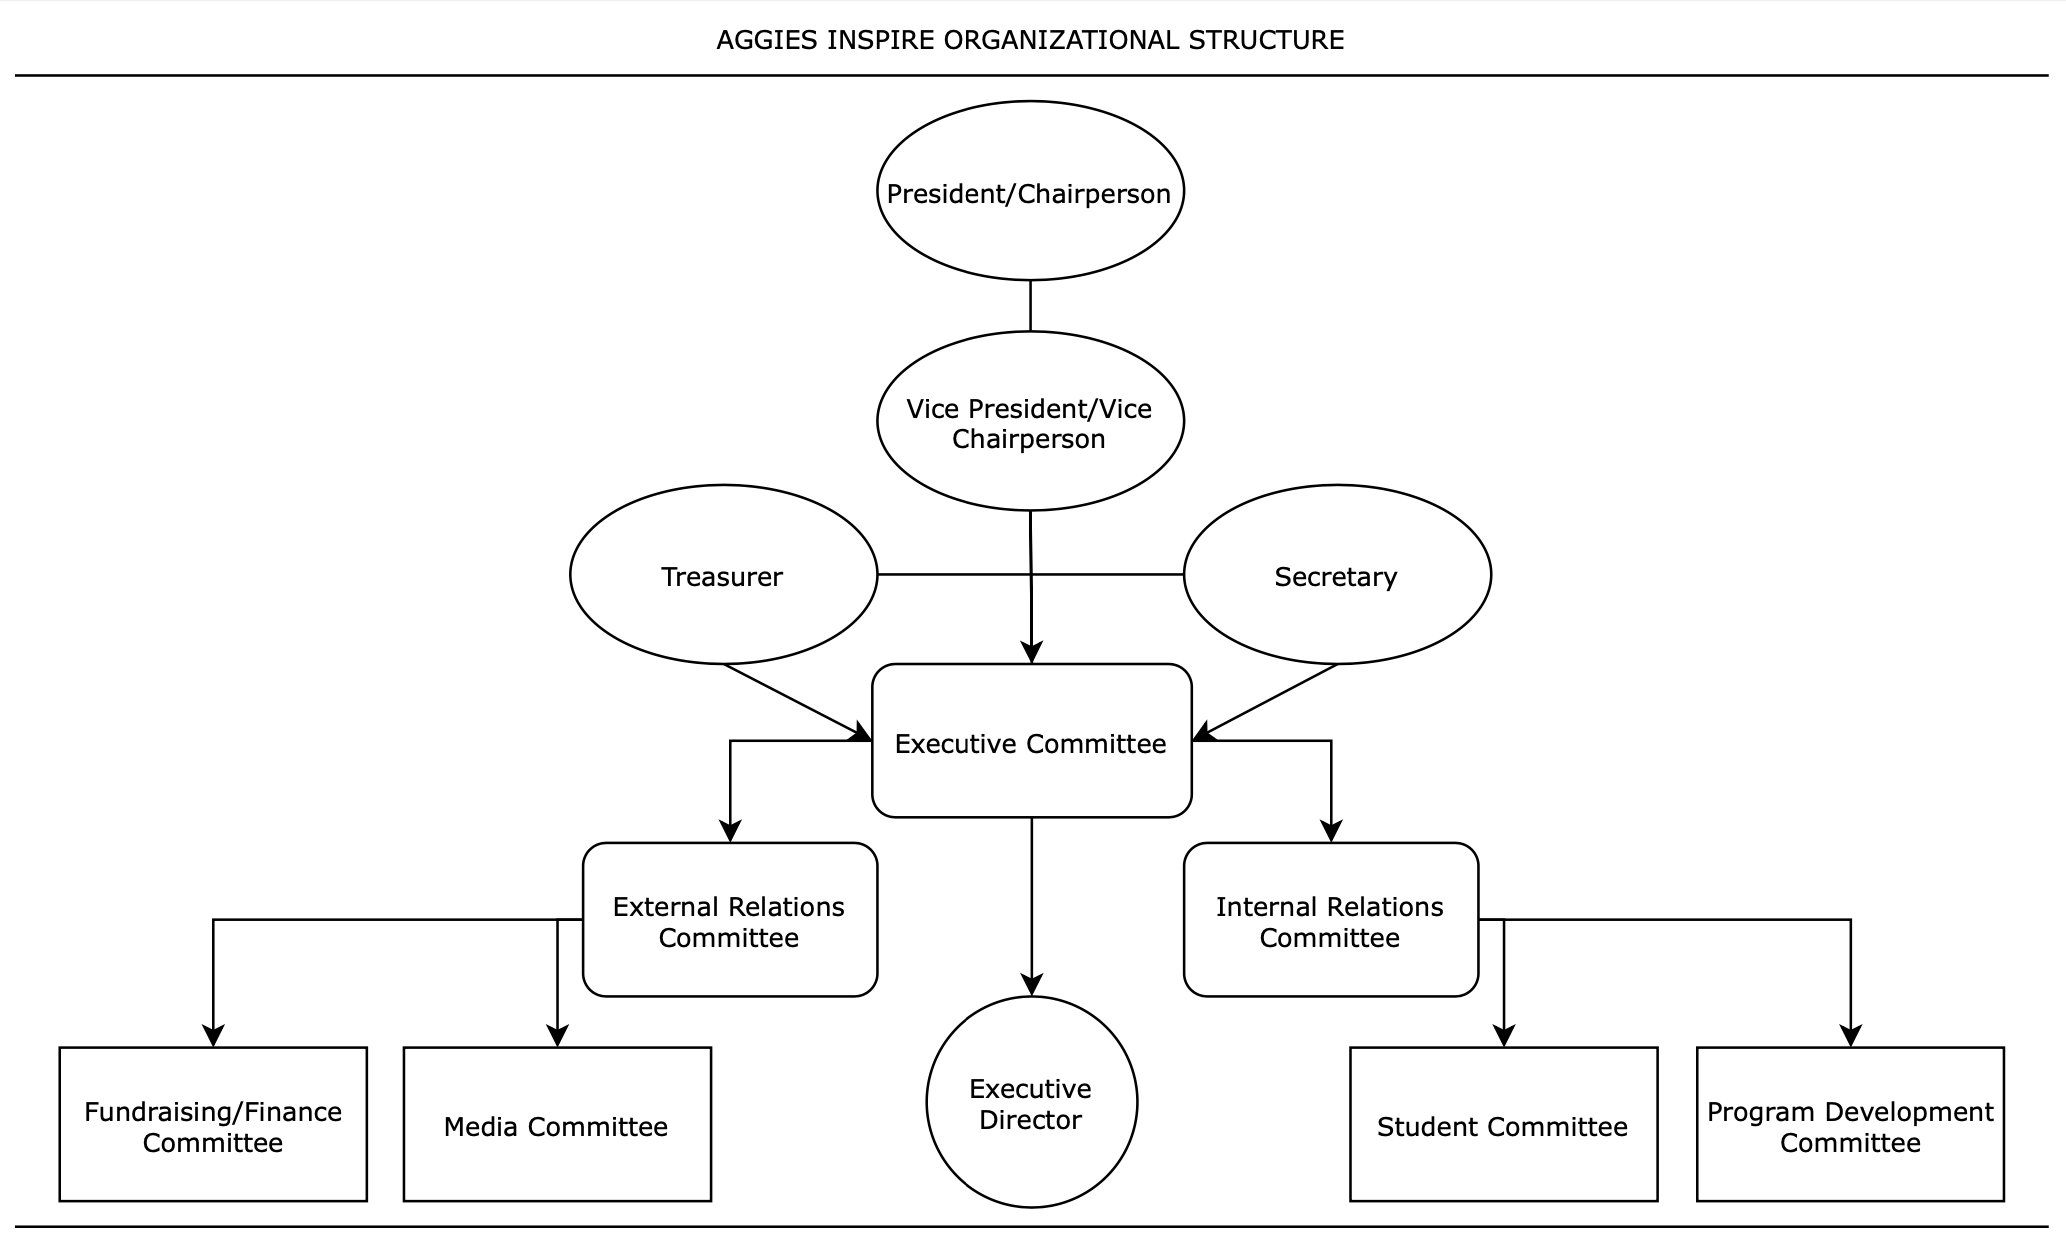 AGGIES INSPIRE ORGANIZATIONAL STRUCTURE
President/Chairperson
Vice President/Vice
Chairperson
Treasurer
Secretary
Executive Committee
External Relations
Committee
Internal Relations
Committee
Fundraising/Finance
Committee
Media Committee
Executive
Director
Student Committee
Program Development
Committee